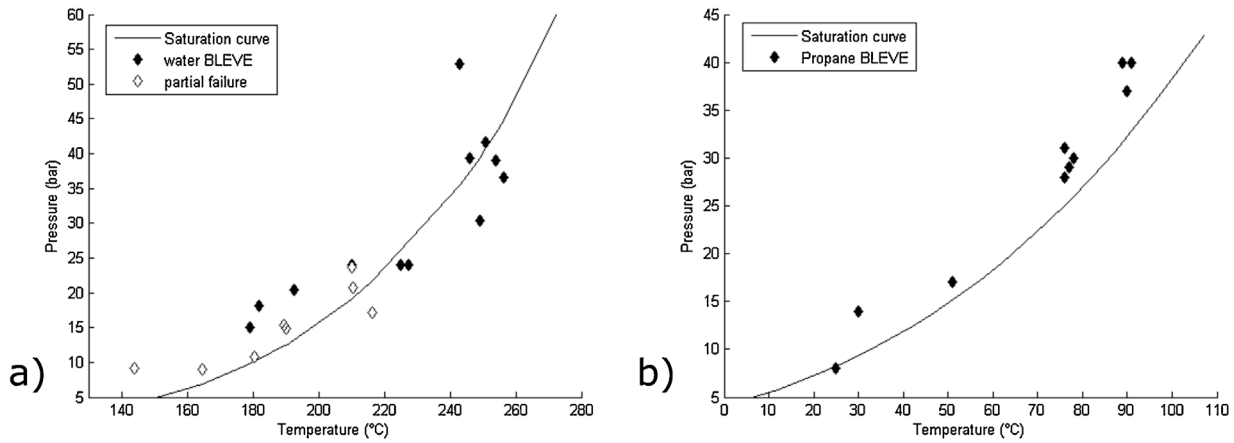 60
55
50
45
40
35
30
25
20
15
10
5
Pressure (bar)
Saturation curve
water BLEVE
partial failure
140 160 180 200 220 240 260 280
Temperature (°C)
a)
45
40
35
30
25
20
15
10
5
Pressure (bar)
Saturation curve
Propane BLEVE
0 10 20 30 40 50 60 70 80 90 100 110
Temperature (°C)
b)